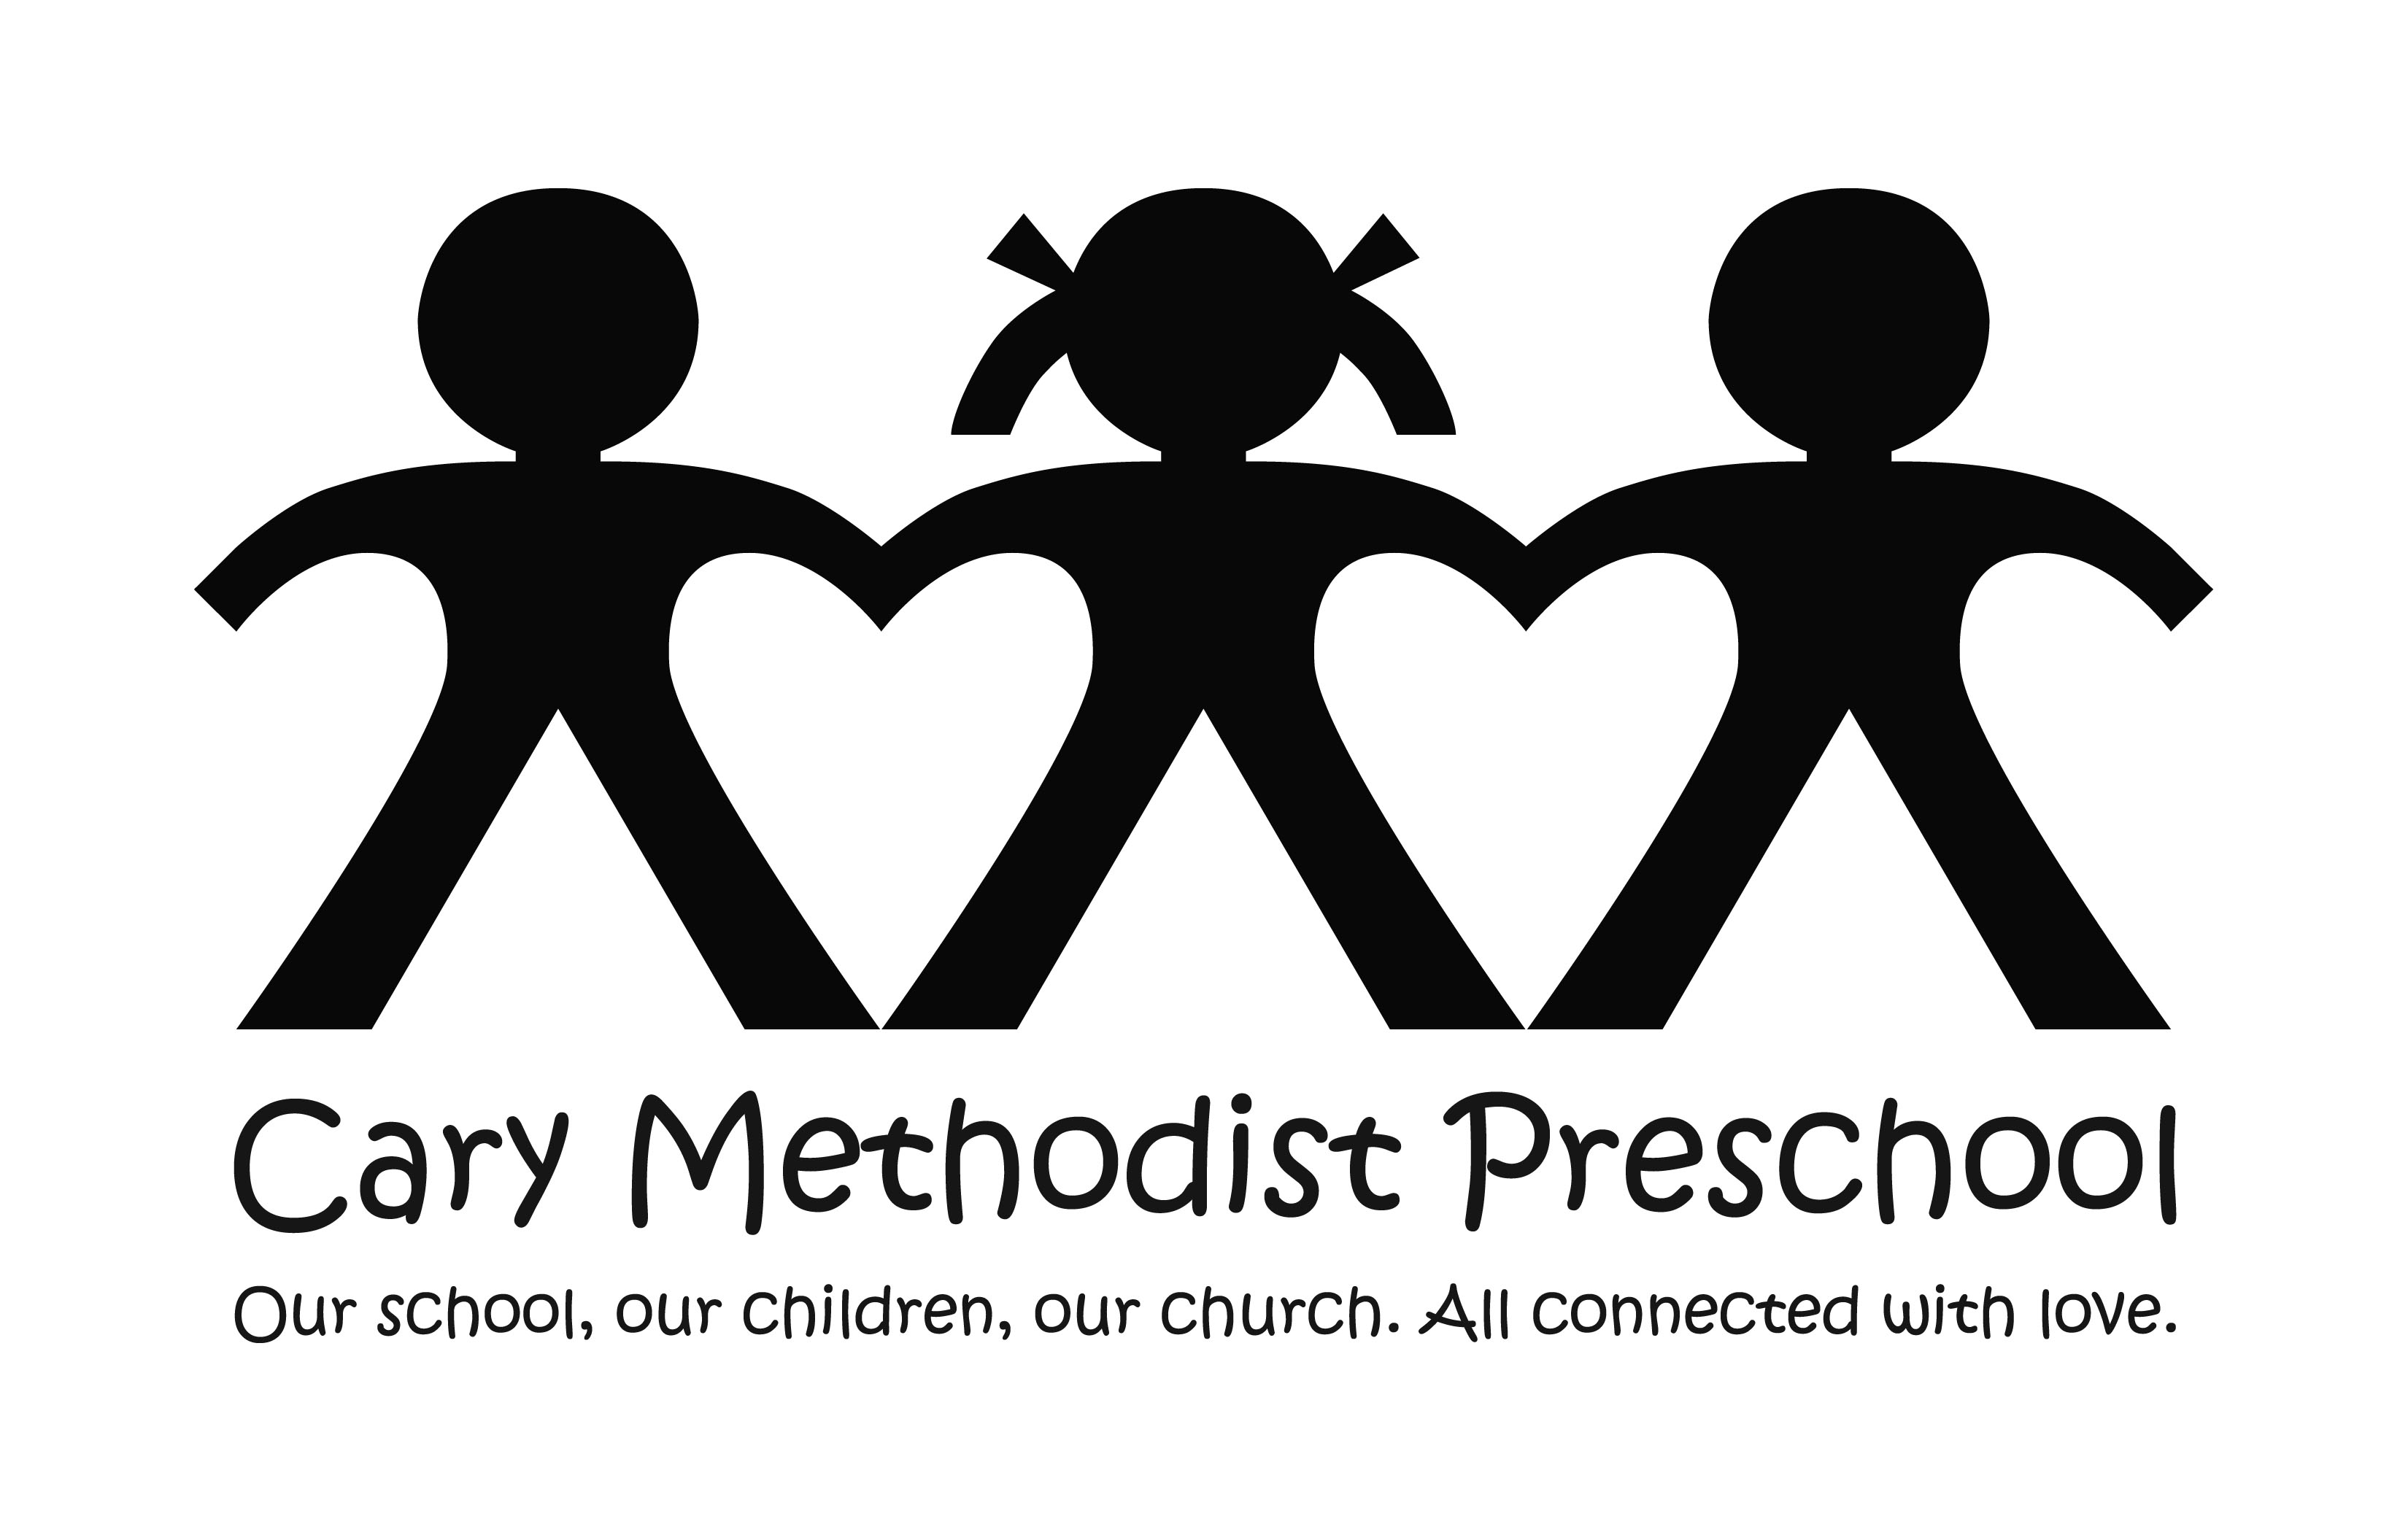 Cary Methodist Preschool
Our school, our children, our church. All connected with love.